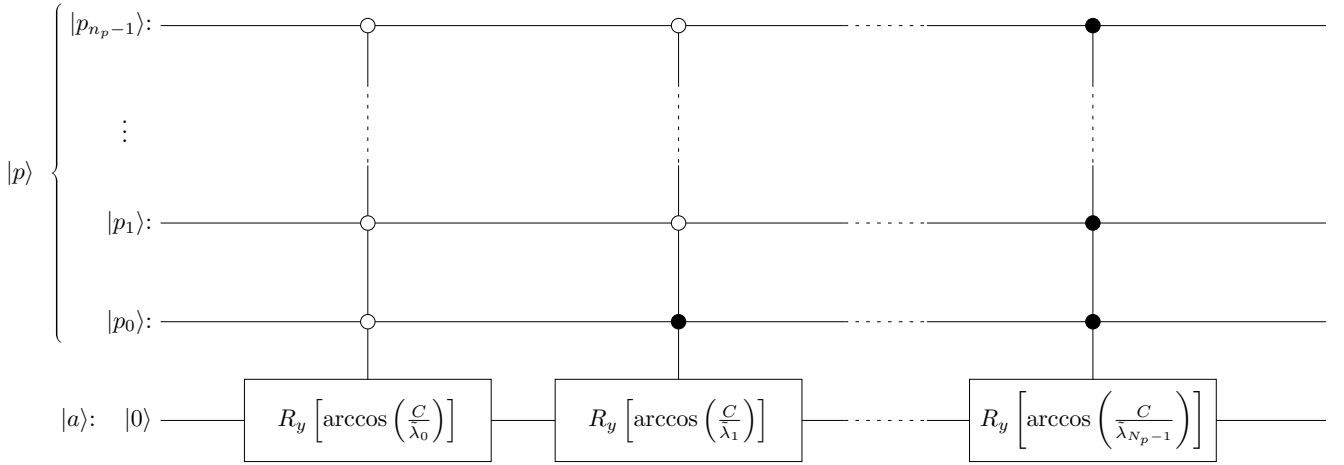 |p_{n_p−1}⟩:
⋮
|p⟩
|p_1⟩:
|p_0⟩:
|a⟩: |0⟩ R_y [arccos (C/λ̃_0)] R_y [arccos (C/λ̃_1)] R_y [arccos (C/λ̃_{N_p−1})]